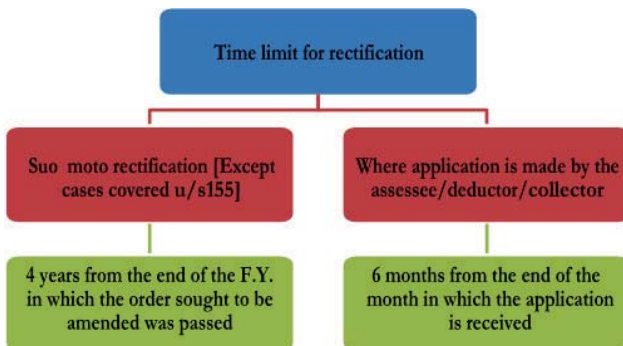 Time limit for rectification
Suo moto rectification [Except
cases covered u/s155]
Where application is made by the
assessee/deductor/collector
4 years from the end of the F.Y.
in which the order sought to be
amended was passed
6 months from the end of the
month in which the application
is received